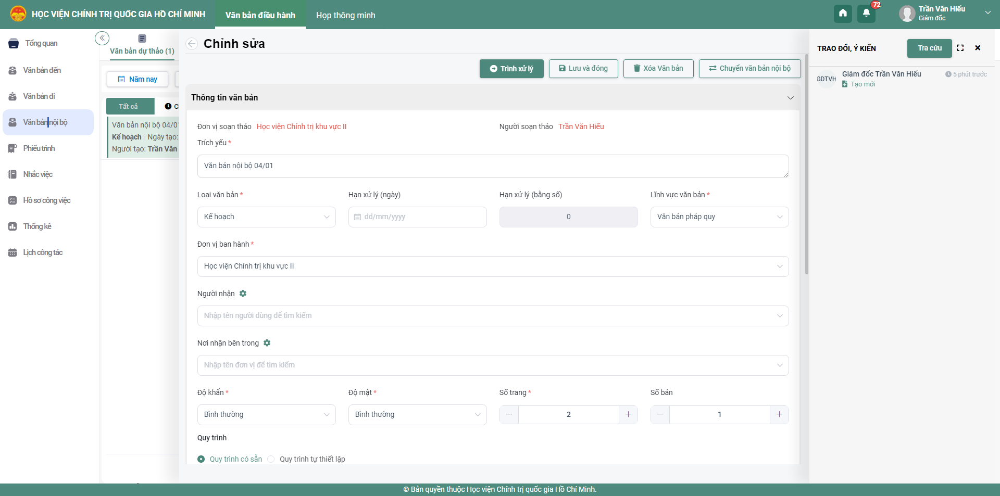 HỌC VIỆN CHÍNH TRỊ QUỐC GIA HỒ CHÍ MINH
Văn bản điều hành
Họp thông minh
72
Trần Văn Hiếu
Giám đốc
Tổng quan
Văn bản đến
Văn bản đi
Văn bản nội bộ
Phiếu trình
Nhắc việc
Hồ sơ công việc
Thống kê
Lịch công tác
Văn bản dự thảo (1)
Năm nay
Tất cả
Văn bản nội bộ 04/01
Kế hoạch | Ngày tạo:
Người tạo: Trần Văn
Chỉnh sửa
Trình xử lý
Lưu và đóng
Xóa Văn bản
Chuyển văn bản nội bộ
Thông tin văn bản
Đơn vị soạn thảo Học viện Chính trị khu vực II
Người soạn thảo Trần Văn Hiếu
Trích yếu *
Văn bản nội bộ 04/01
Loại văn bản * Hạn xử lý (ngày) Hạn xử lý (bằng số) Lĩnh vực văn bản *
Kế hoạch dd/mm/yyyy 0 Văn bản pháp quy
Đơn vị ban hành *
Học viện Chính trị khu vực II
Người nhận
Nhập tên người dùng để tìm kiếm
Nơi nhận bên trong
Nhập tên đơn vị để tìm kiếm
Độ khẩn * Độ mật * Số trang * Số bản
Bình thường Bình thường 2 1
Quy trình
Quy trình có sẵn Quy trình tự thiết lập
TRAO ĐỔI, Ý KIẾN
Tra cứu
GDTVH
Giám đốc Trần Văn Hiếu
5 phút trước
Tạo mới
© Bản quyền thuộc Học viện Chính trị quốc gia Hồ Chí Minh.